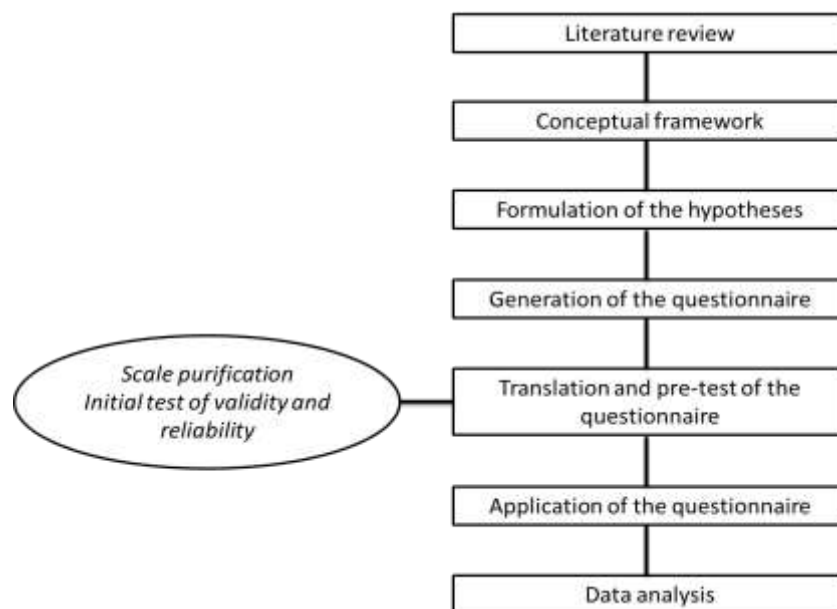 Literature review
Conceptual framework
Formulation of the hypotheses
Generation of the questionnaire
Scale purification
Initial test of validity and
reliability
Translation and pre-test of the
questionnaire
Application of the questionnaire
Data analysis